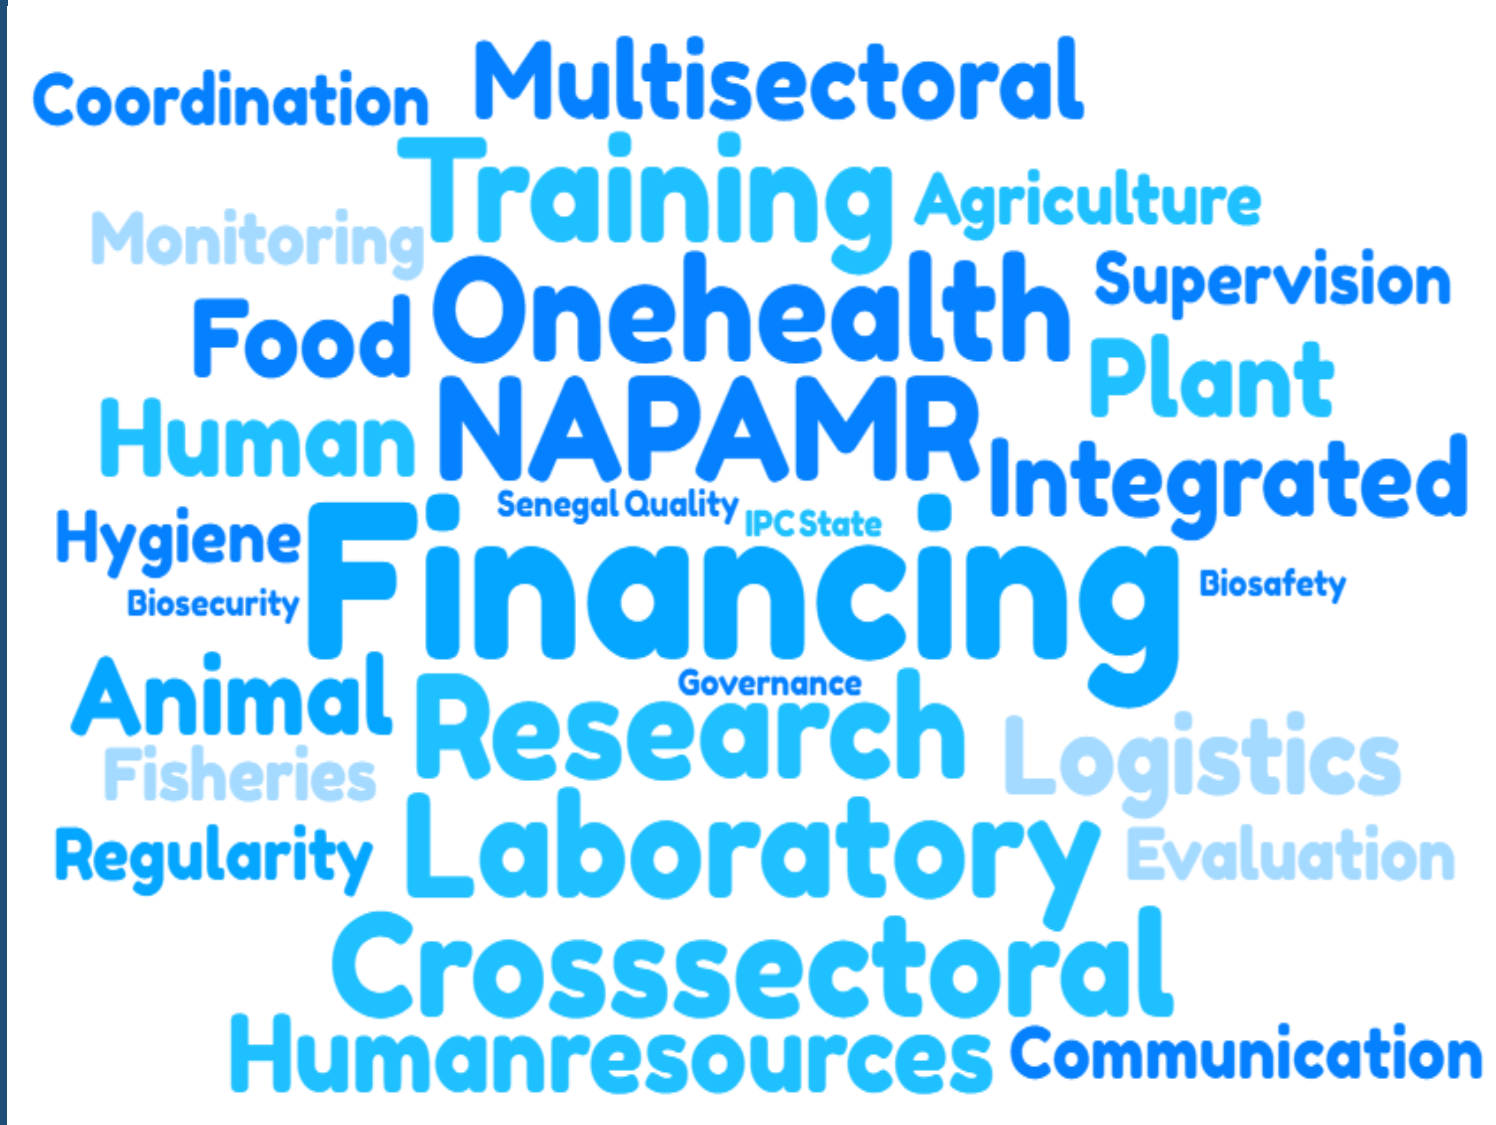 Coordination Multisectoral
Training Agriculture
Monitoring
Onehealth Supervision
Food
Plant
Human NAPAMR
Integrated
Senegal Quality IPC State
Hygiene Financing
Biosecurity Biosafety
Animal Governance
Research
Fisheries Logistics
Regularity Laboratory Evaluation
Crosssectoral
Humanresources Communication